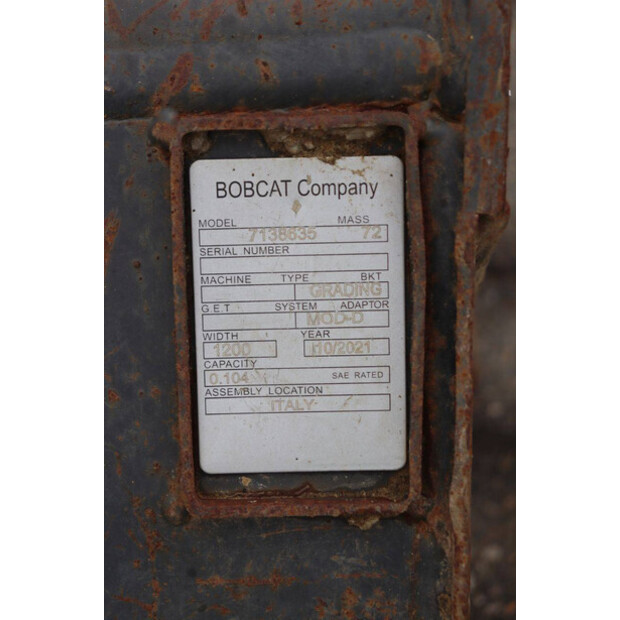 BOBCAT Company
MODEL MASS
7138635 72
SERIAL NUMBER
MACHINE TYPE BKT
GRADING
G E T SYSTEM ADAPTOR
MOD-D
WIDTH YEAR
1200 10/2021
CAPACITY
0.104 SAE RATED
ASSEMBLY LOCATION
ITALY